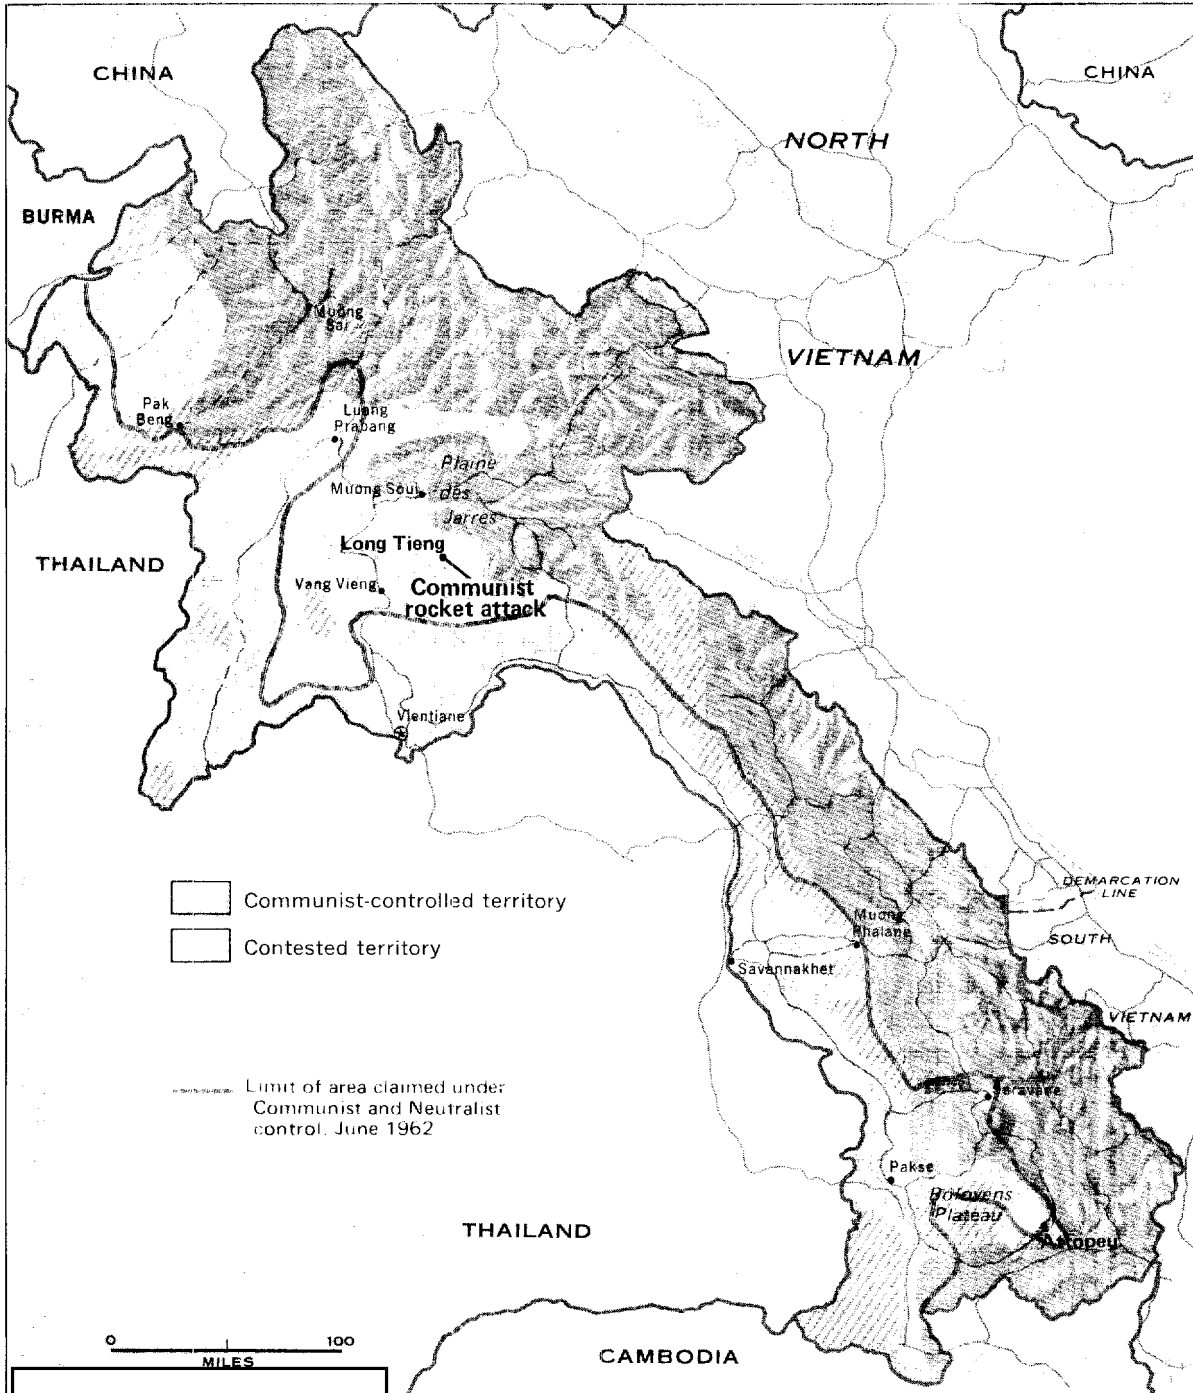 CHINA
CHINA
NORTH
BURMA
Muong
Sai
VIETNAM
Pak
Beng
Luang
Prabang
Plaine
Muong Soui
des
Jarres
Long Tieng
THAILAND
Vang Vieng
Communist
rocket attack
Vientiane
DEMARCATION
LINE
Communist-controlled territory
Muong
Phalane
SOUTH
Contested territory
Savannakhet
VIETNAM
Limit of area claimed under
Communist and Neutralist
control, June 1962
Saravane
Pakse
Bolovens
Plateau
THAILAND
Attopeu
0 100
MILES
CAMBODIA